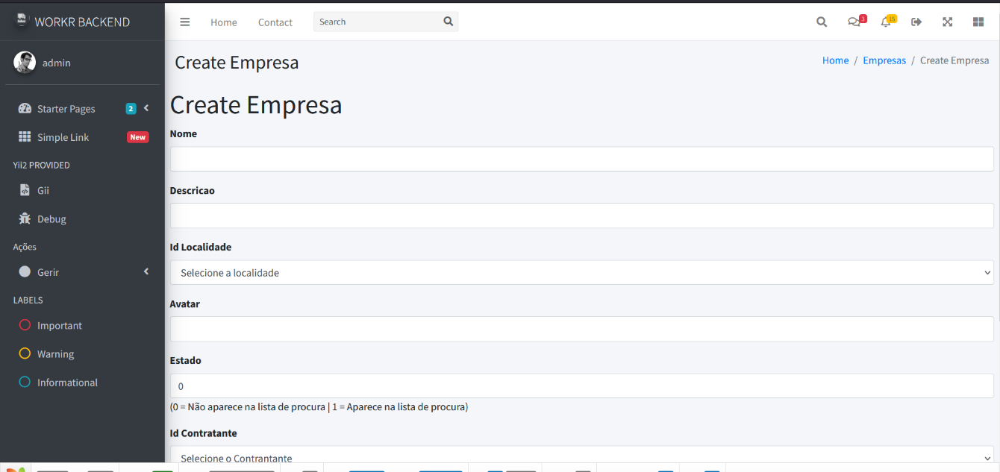 WORKR BACKEND
Home
Contact
Search
3
15
admin
Create Empresa
Home / Empresas / Create Empresa
Starter Pages
2
Simple Link
New
Yii2 PROVIDED
Gii
Debug
Ações
Gerir
LABELS
Important
Warning
Informational
Create Empresa
Nome
Descricao
Id Localidade
Selecione a localidade
Avatar
Estado
0
(0 = Não aparece na lista de procura | 1 = Aparece na lista de procura)
Id Contratante
Selecione o Contrantante